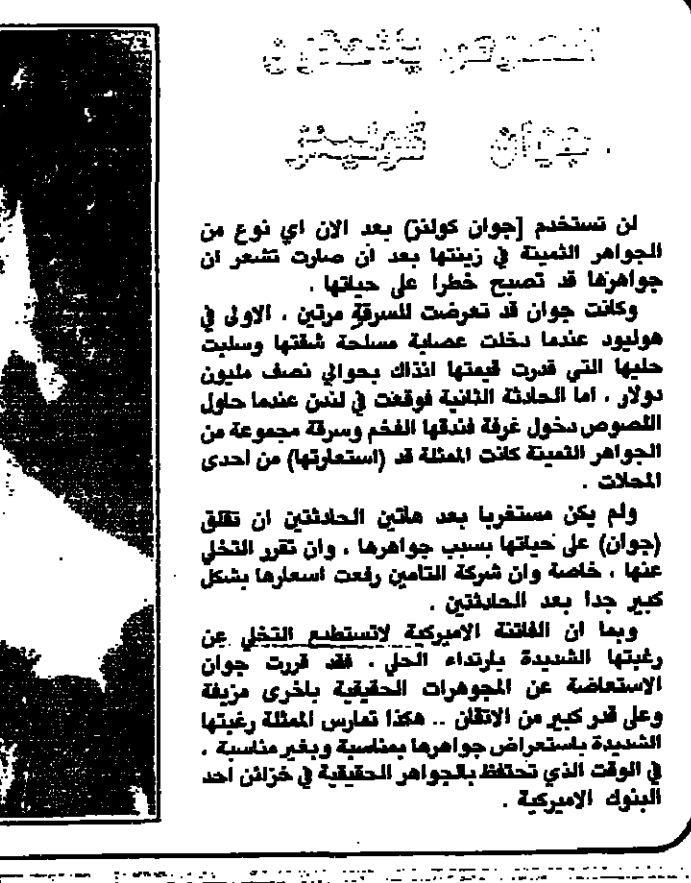 اللصوص يلاحقون
جوان كولينز
لن تستخدم [جوان كولنز) بعد الان اي نوع من
الجواهر الثمينة في زينتها بعد ان صارت تشعر ان
جواهرها قد تصبح خطرا على حياتها .
وكانت جوان قد تعرضت للسرقة مرتين ، الاولى في
هوليود عندما دخلت عصابة مسلحة شقتها وسلبت
حليها التي قدرت قيمتها انذاك بحوالي نصف مليون
دولار ، اما الحادثة الثانية فوقعت في لندن عندما حاول
اللصوص دخول غرفة فندقها الفخم وسرقة مجموعة من
الجواهر الثمينة كانت الممثلة قد (استعارتها) من احدى
المحلات .
ولم يكن مستغربا بعد هاتين الحادثتين ان تقلق
(جوان) على حياتها بسبب جواهرها ، وان تقرر التخلي
عنها ، خاصة وان شركة التامين رفعت اسعارها بشكل
كبير جدا بعد الحادثتين .
وبما ان الفاتنة الاميركية لاتستطيع التخلي عن
رغبتها الشديدة بارتداء الحلي ، فقد قررت جوان
الاستعاضة عن المجوهرات الحقيقية باخرى مزيفة
وعلى قدر كبير من الاتقان .. هكذا تمارس الممثلة رغبتها
الشديدة باستعراض جواهرها بمناسبة وبغير مناسبة ،
في الوقت الذي تحتفظ بالجواهر الحقيقية في خزائن احد
البنوك الاميركية .